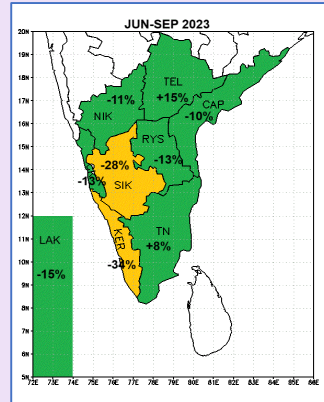 JUN-SEP 2023
20N
19N
18N
17N
16N
15N
14N
13N
12N
11N
10N
9N
8N
7N
6N
5N
TEL
+15%
-11%
NIK
CAP
-10%
RYS
-13%
-28%
-13%
SIK
LAK
-15%
KER
-34%
TN
+8%
72E 73E 74E 75E 76E 77E 78E 79E 80E 81E 82E 83E 84E 85E 86E